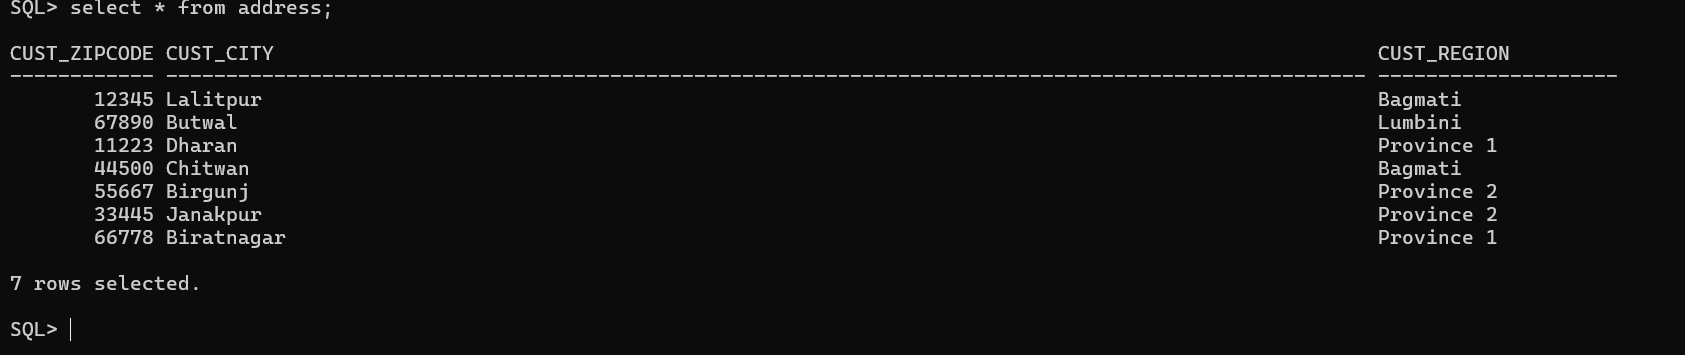 SQL> select * from address;
CUST_ZIPCODE CUST_CITY CUST_REGION
------------ ---------------------------------------------------------------------------------------------------- --------------------
12345 Lalitpur Bagmati
67890 Butwal Lumbini
11223 Dharan Province 1
44500 Chitwan Bagmati
55667 Birgunj Province 2
33445 Janakpur Province 2
66778 Biratnagar Province 1
7 rows selected.
SQL>